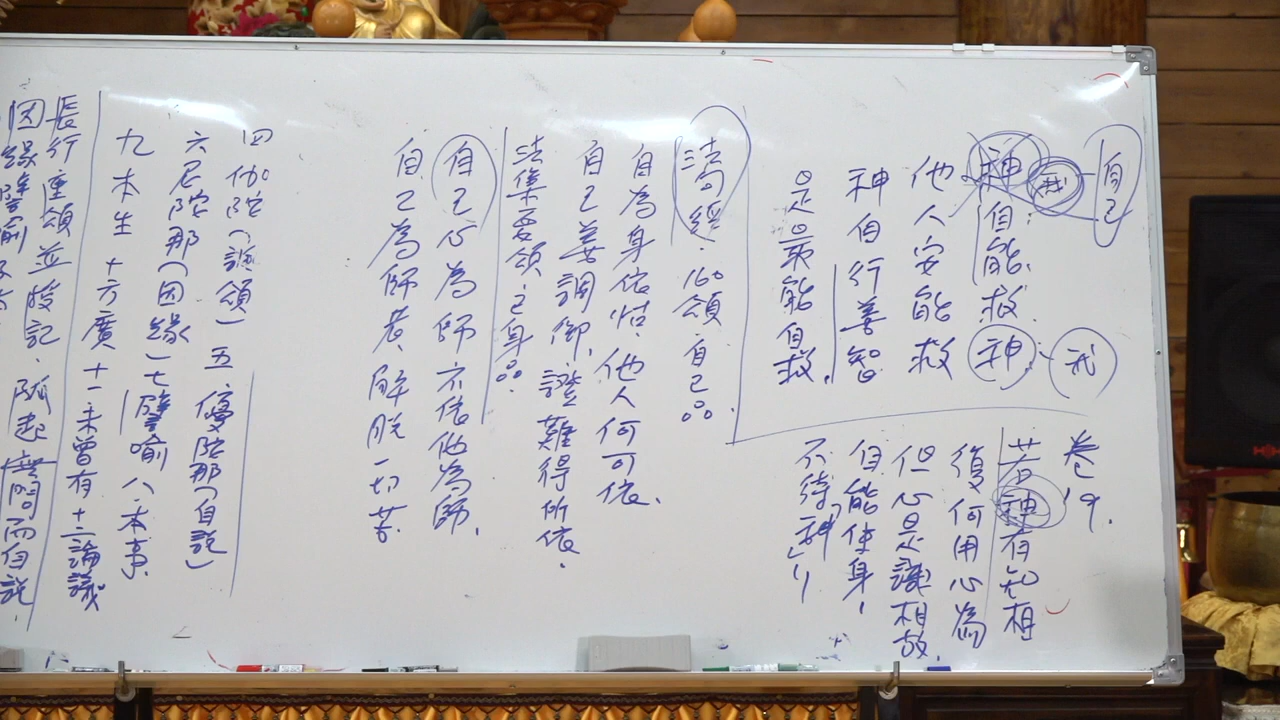 自己
我
神自能救神 我
他人安能救
神自行善智
是最能自救.
卷19.
若神有知相
復何用心為
但心是識相故
自能使身,
不待「神」
法句經.160頌.自己品.
自為身依怙.他人何可依.
自己善調御.證難得所依.
法集要頌.己身品.
自己心為師 不依他為師.
自己為師者.解脫一切苦
四 伽陀(諷頌) 五 優陀那(自說)
六 尼陀那(因緣) 七 譬喻 八.本事.
九 本生 十方廣 十一未曾有 十二論議
長行重頌並授記.孤起無問而自說.
因緣譬喻